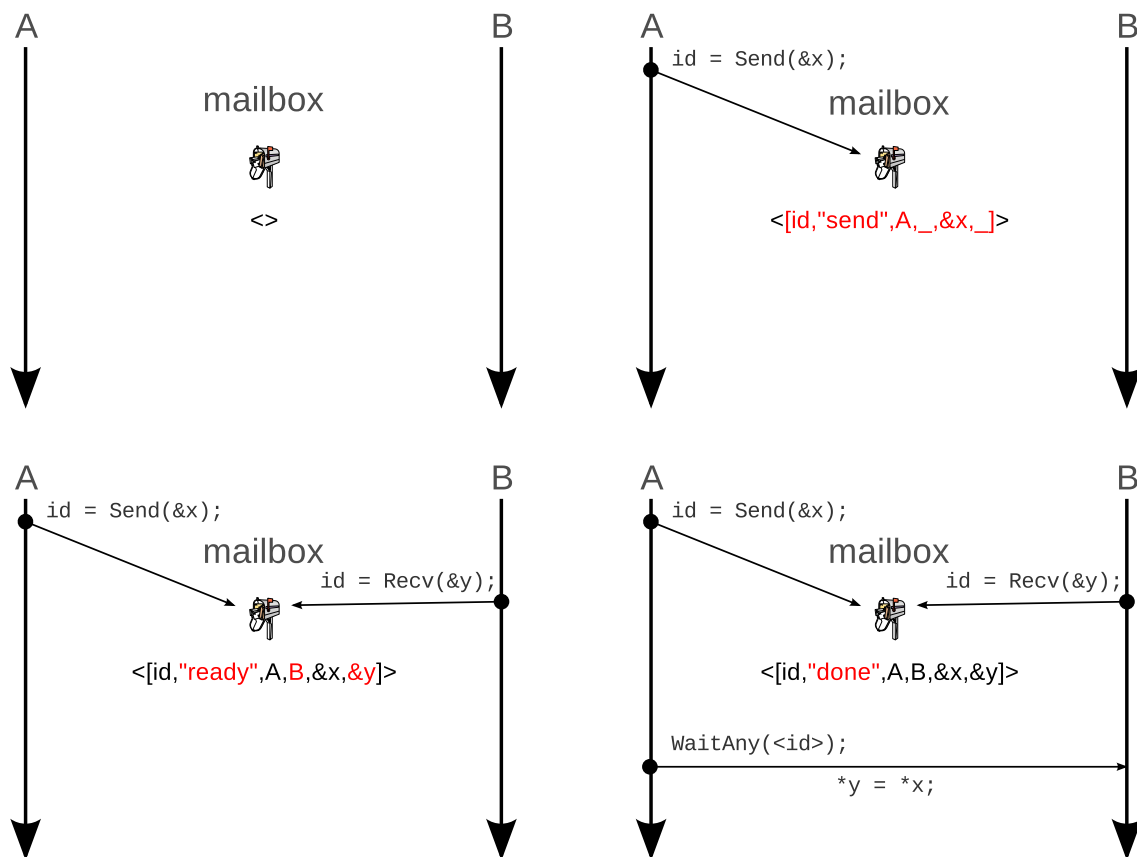 A
B
mailbox
<>
A
B
id = Send(&x);
mailbox
<[id,"send",A,_,&x,_]>
A
B
id = Send(&x);
mailbox
id = Recv(&y);
<[id,"ready",A,B,&x,&y]>
A
B
id = Send(&x);
mailbox
id = Recv(&y);
<[id,"done",A,B,&x,&y]>
WaitAny(<id>);
*y = *x;